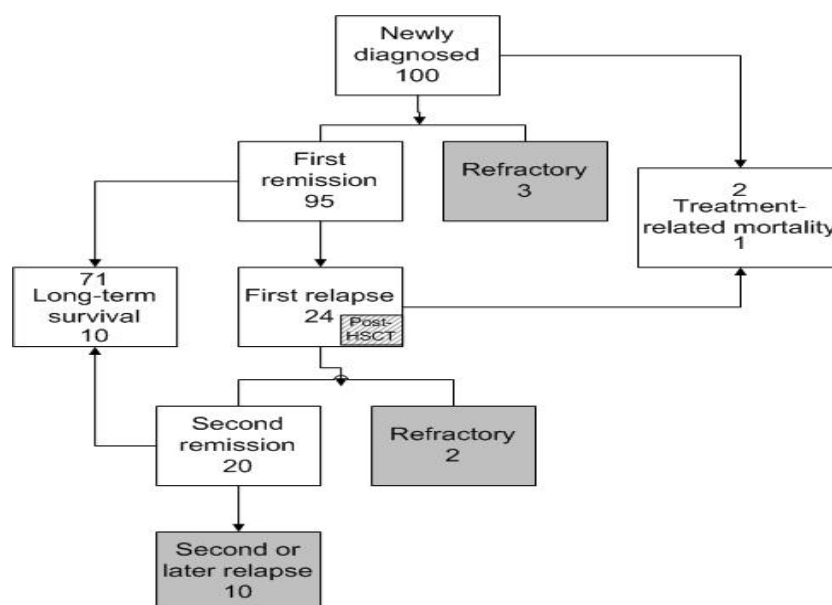 Newly
diagnosed
100
First
remission
95
Refractory
3
2
Treatment-
related mortality
1
71
Long-term
survival
10
First relapse
24
Post-
HSCT
Second
remission
20
Refractory
2
Second or
later relapse
10